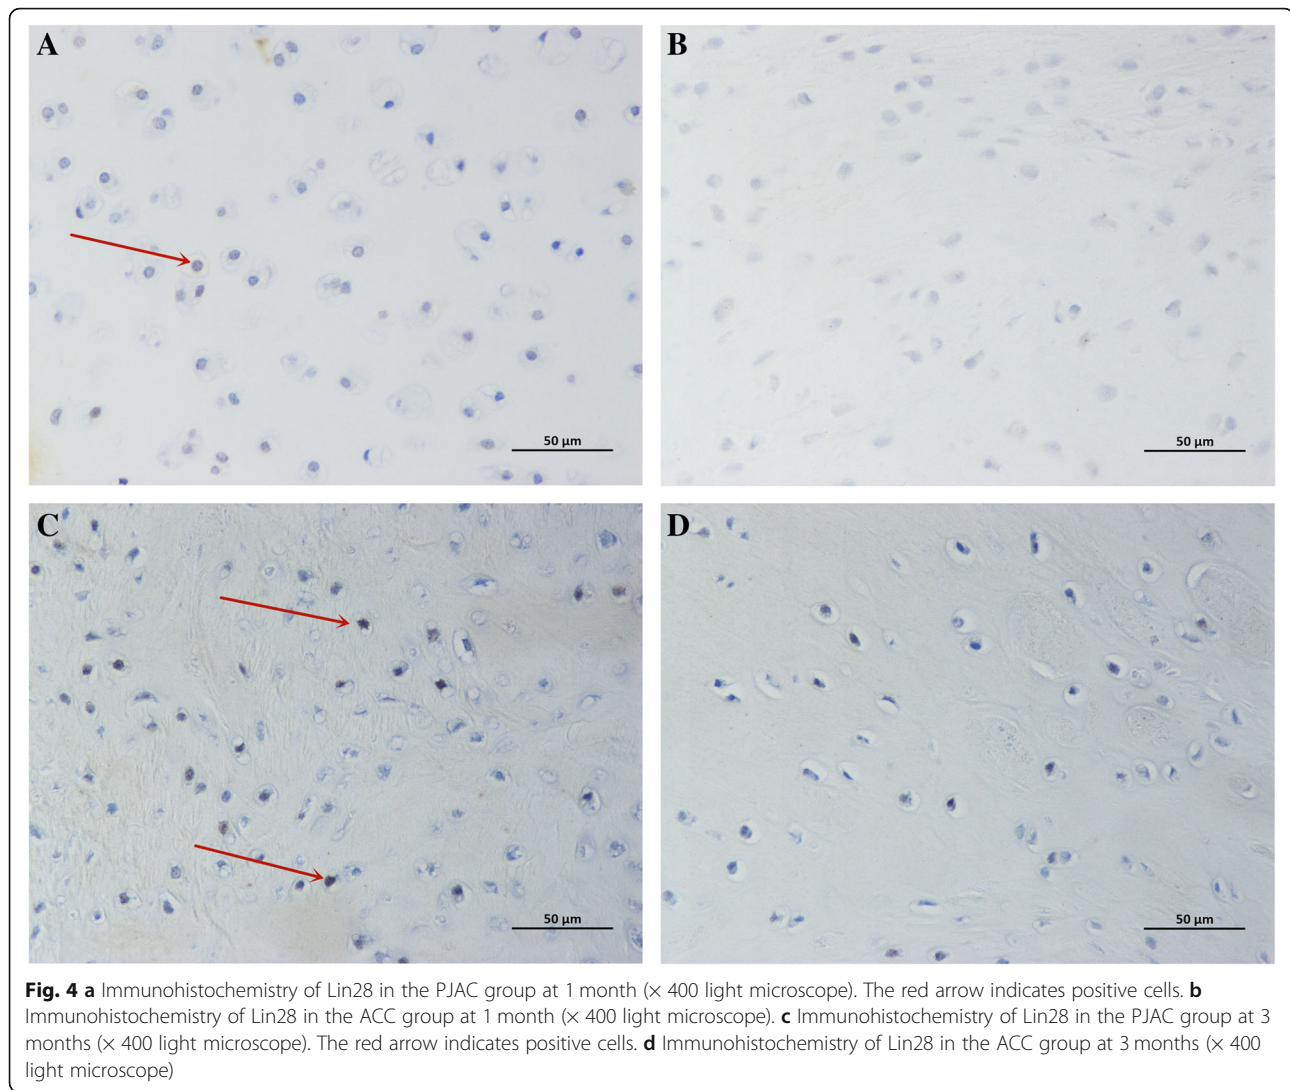 A
B
50 µm
50 µm
C
D
50 µm
50 µm
Fig. 4 a Immunohistochemistry of Lin28 in the PJAC group at 1 month (× 400 light microscope). The red arrow indicates positive cells. b
Immunohistochemistry of Lin28 in the ACC group at 1 month (× 400 light microscope). c Immunohistochemistry of Lin28 in the PJAC group at 3
months (× 400 light microscope). The red arrow indicates positive cells. d Immunohistochemistry of Lin28 in the ACC group at 3 months (× 400
light microscope)